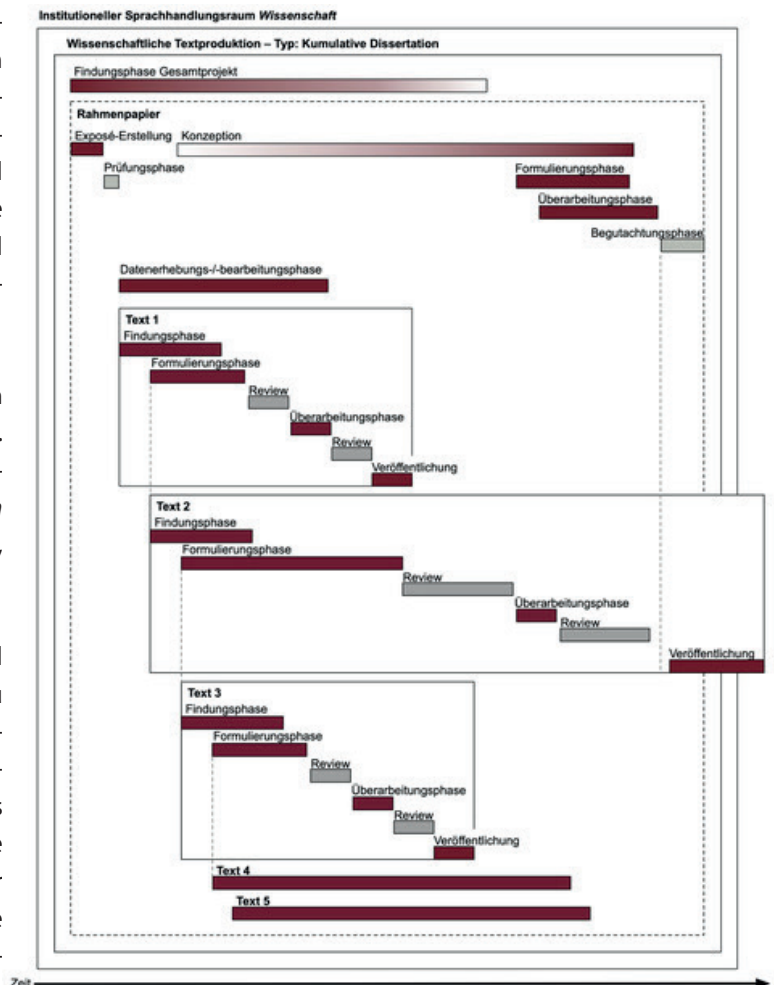 Institutioneller Sprachhandlungsraum Wissenschaft
Wissenschaftliche Textproduktion – Typ: Kumulative Dissertation
Findungsphase Gesamtprojekt
Rahmenpapier
Exposé-Erstellung Konzeption
Prüfungsphase
Formulierungsphase
Überarbeitungsphase
Begutachtungsphase
Datenerhebungs-/-bearbeitungsphase
Text 1
Findungsphase
Formulierungsphase
Review
Überarbeitungsphase
Review
Veröffentlichung
Text 2
Findungsphase
Formulierungsphase
Review
Überarbeitungsphase
Review
Veröffentlichung
Text 3
Findungsphase
Formulierungsphase
Review
Überarbeitungsphase
Review
Veröffentlichung
Text 4
Text 5
Zeit